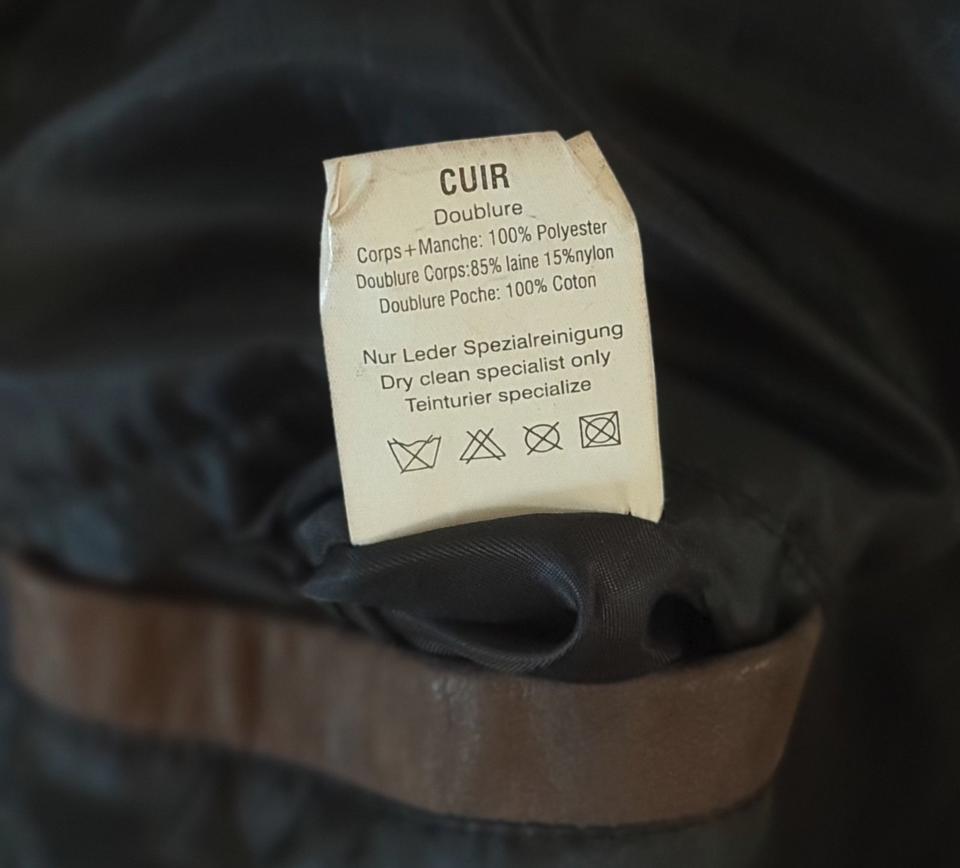 CUIR
Doublure
Corps+Manche: 100% Polyester
Doublure Corps:85% laine 15%nylon
Doublure Poche: 100% Coton
Nur Leder Spezialreinigung
Dry clean specialist only
Teinturier specialize